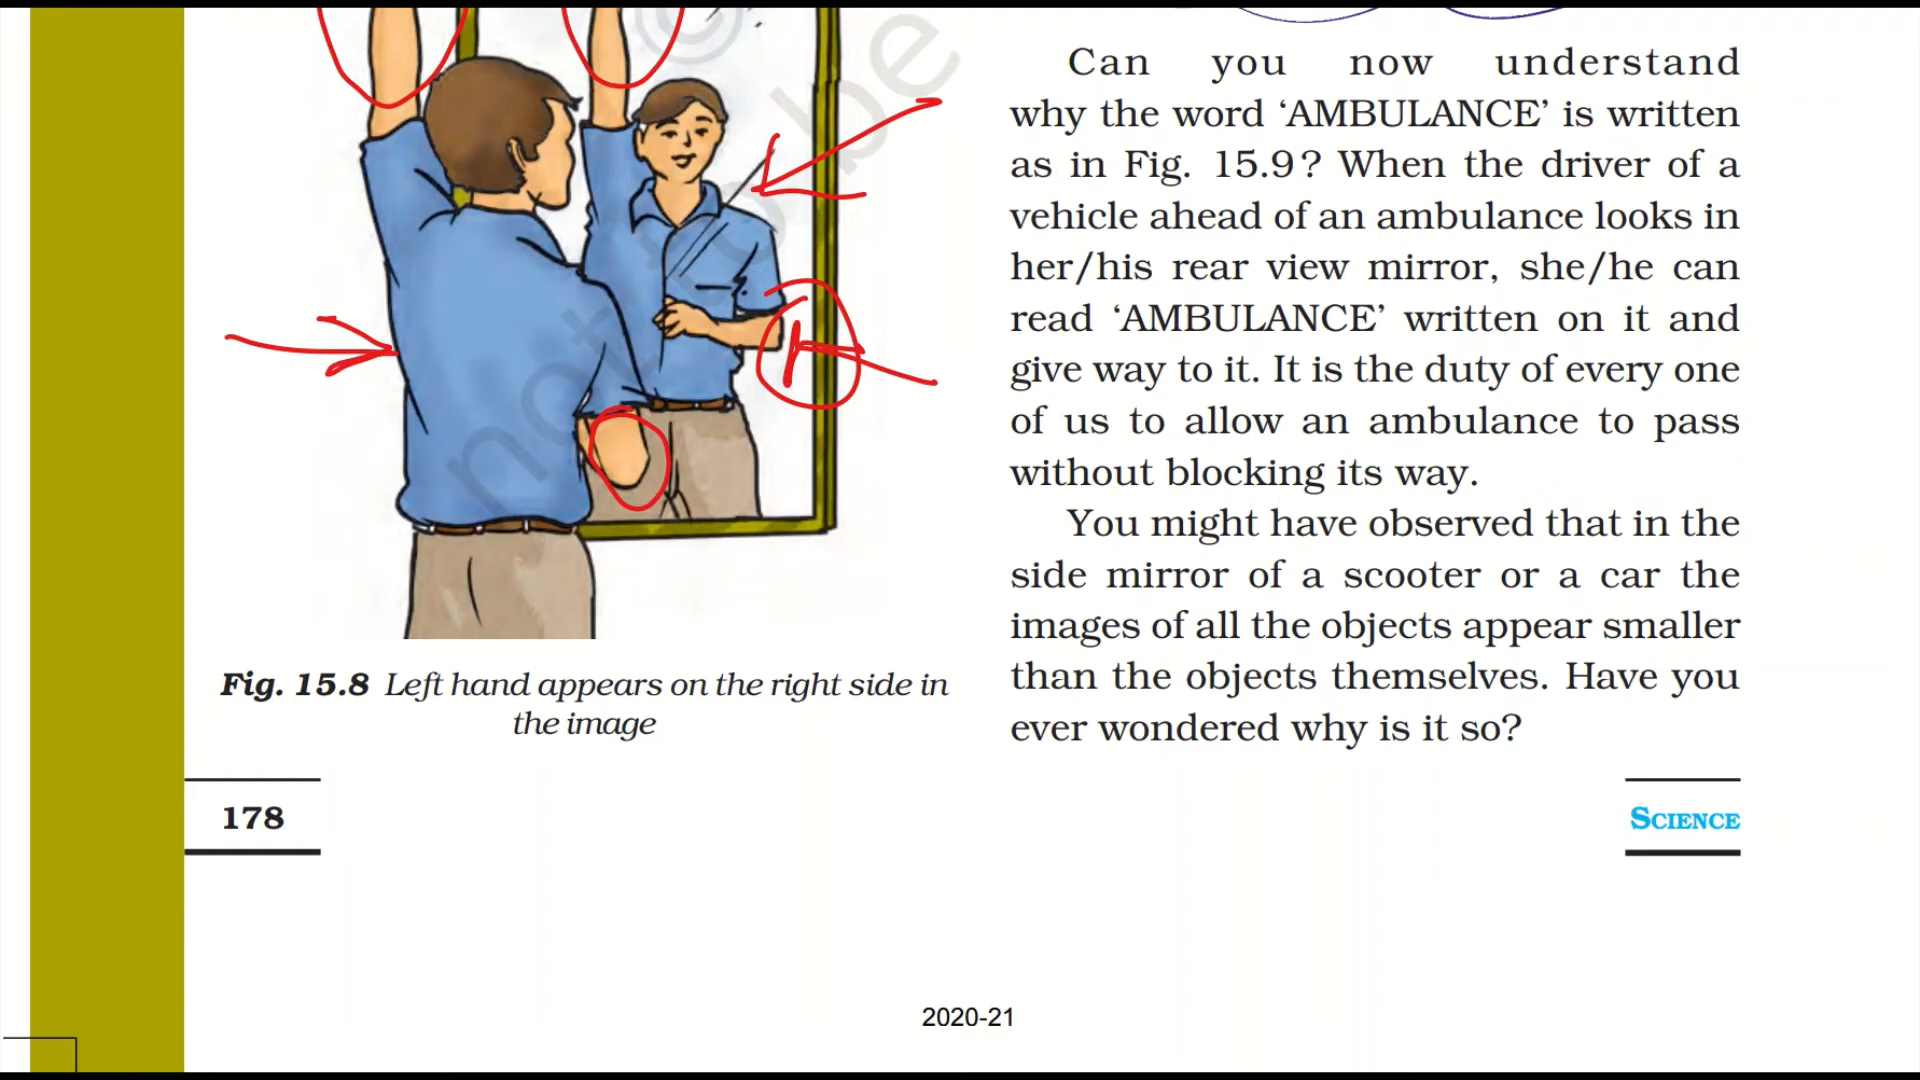 Can you now understand
why the word ‘AMBULANCE’ is written
as in Fig. 15.9? When the driver of a
vehicle ahead of an ambulance looks in
her/his rear view mirror, she/he can
read ‘AMBULANCE’ written on it and
give way to it. It is the duty of every one
of us to allow an ambulance to pass
without blocking its way.
You might have observed that in the
side mirror of a scooter or a car the
images of all the objects appear smaller
than the objects themselves. Have you
ever wondered why is it so?
Fig. 15.8 Left hand appears on the right side in
the image
178
SCIENCE
2020-21
©
not to be